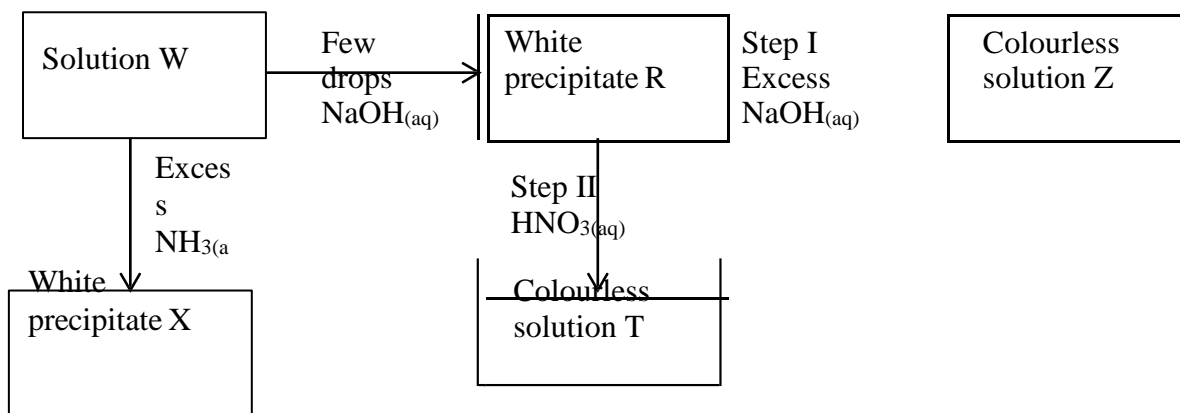 Solution W
Few
drops
NaOH(aq)
White
precipitate R
Step I
Excess
NaOH(aq)
Colourless
solution Z
Exces
s
NH3(a
Step II
HNO3(aq)
White
precipitate X
Colourless
solution T